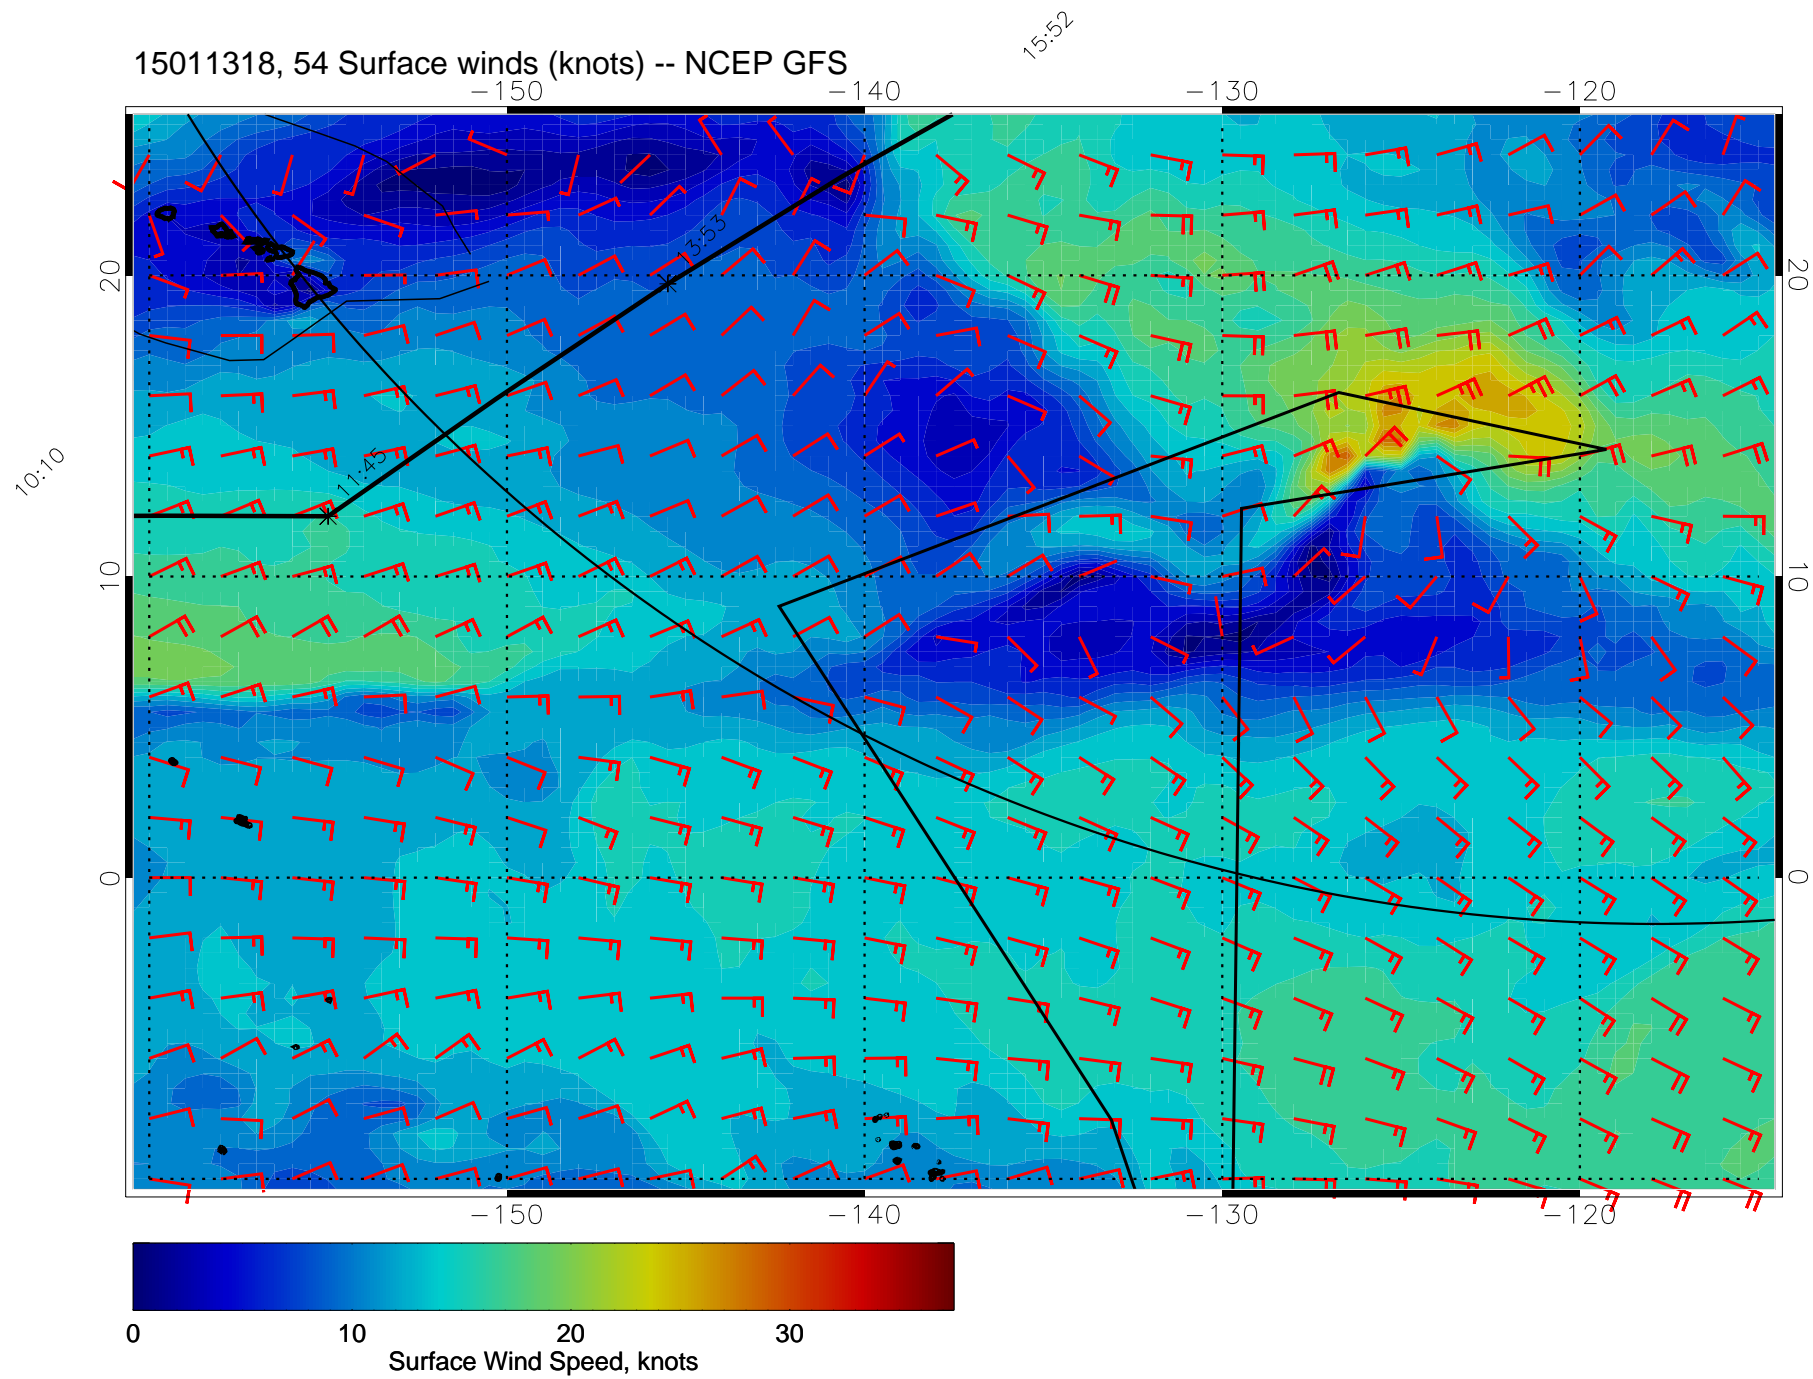 15:52
15011318, 54 Surface winds (knots) -- NCEP GFS
-150 -140 -130 -120
13:53
20 20
11:45
10:10
10 10
0 0
-150 -140 -130 -120
0 10 20 30
Surface Wind Speed, knots